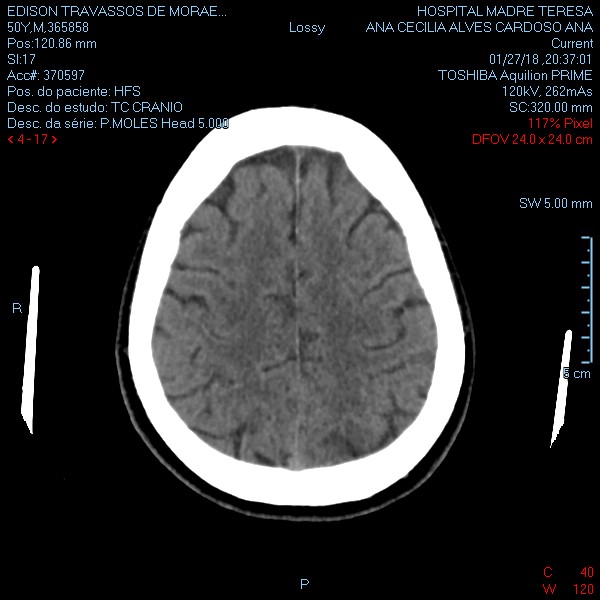 EDISON TRAVASSOS DE MORAE...
50Y,M,365858
Pos:120.86 mm
SI:17
Acc#: 370597
Pos. do paciente: HFS
Desc. do estudo: TC CRANIO
Desc. da série: P.MOLES Head 5.000
< 4 - 17 >
Lossy
HOSPITAL MADRE TERESA
ANA CECILIA ALVES CARDOSO ANA
Current
01/27/18 ,20:37:01
TOSHIBA Aquilion PRIME
120kV, 262mAs
SC:320.00 mm
117% Pixel
DFOV 24.0 x 24.0 cm
SW 5.00 mm
R
5 cm
P
C 40
W 120